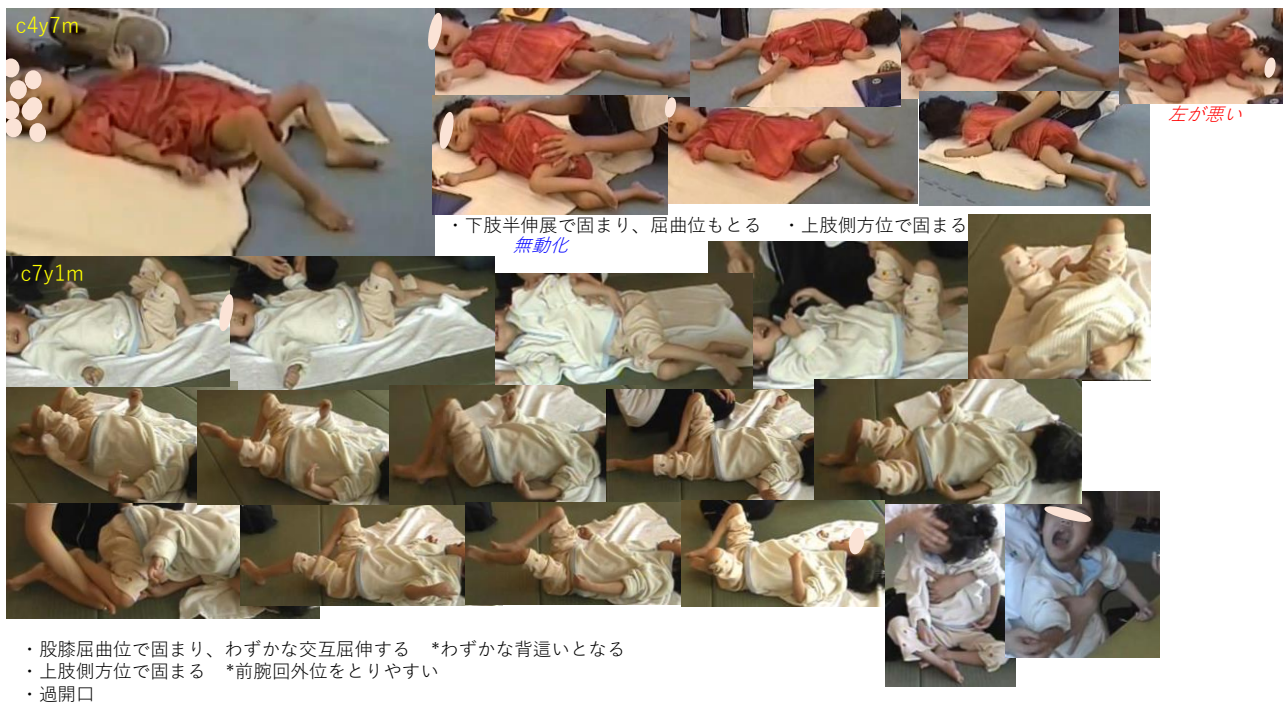 c4y7m
左が悪い
・下肢半伸展で固まり、屈曲位もとる　・上肢側方位で固まる
無動化
c7y1m
・股膝屈曲位で固まり、わずかな交互屈伸する　*わずかな背這いとなる
・上肢側方位で固まる　*前腕回外位をとりやすい
・過開口